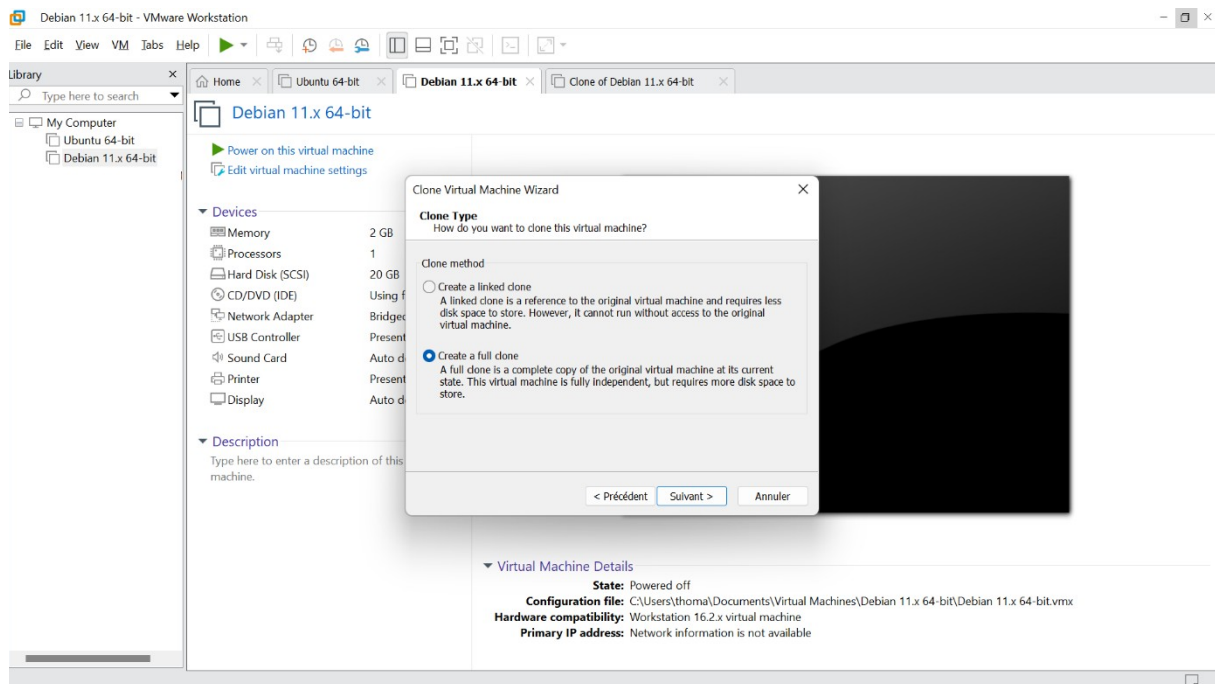 Debian 11.x 64-bit - VMware Workstation
File Edit View VM Tabs Help
Library
Type here to search
My Computer
Ubuntu 64-bit
Debian 11.x 64-bit
Home
Ubuntu 64-bit
Debian 11.x 64-bit
Clone of Debian 11.x 64-bit
Debian 11.x 64-bit
Power on this virtual machine
Edit virtual machine settings
Devices
Memory 2 GB
Processors 1
Hard Disk (SCSI) 20 GB
CD/DVD (IDE) Using f
Network Adapter Bridged
USB Controller Present
Sound Card Auto d
Printer Present
Display Auto d
Description
Type here to enter a description of this
machine.
Clone Virtual Machine Wizard
Clone Type
How do you want to clone this virtual machine?
Clone method
Create a linked clone
A linked clone is a reference to the original virtual machine and requires less
disk space to store. However, it cannot run without access to the original
virtual machine.
Create a full clone
A full clone is a complete copy of the original virtual machine at its current
state. This virtual machine is fully independent, but requires more disk space to
store.
< Précédent Suivant > Annuler
Virtual Machine Details
State: Powered off
Configuration file: C:\Users\thoma\Documents\Virtual Machines\Debian 11.x 64-bit\Debian 11.x 64-bit.vmx
Hardware compatibility: Workstation 16.2.x virtual machine
Primary IP address: Network information is not available